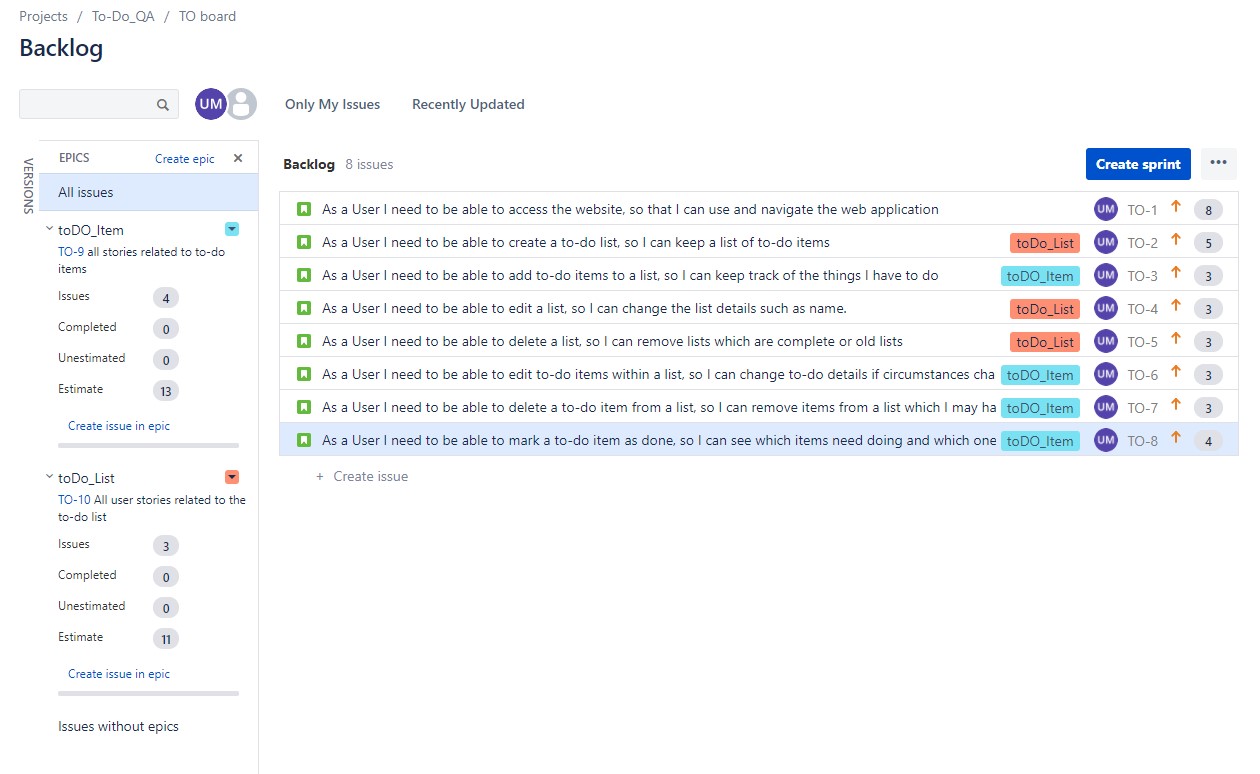 Projects / To-Do_QA / TO board
Backlog
UM
Only My Issues
Recently Updated
VERSIONS
EPICS
Create epic
All issues
toDO_Item
TO-9 all stories related to to-do
items
Issues 4
Completed 0
Unestimated 0
Estimate 13
Create issue in epic
toDo_List
TO-10 All user stories related to the
to-do list
Issues 3
Completed 0
Unestimated 0
Estimate 11
Create issue in epic
Issues without epics
Backlog 8 issues
Create sprint
As a User I need to be able to access the website, so that I can use and navigate the web application UM TO-1 8
As a User I need to be able to create a to-do list, so I can keep a list of to-do items toDo_List UM TO-2 5
As a User I need to be able to add to-do items to a list, so I can keep track of the things I have to do toDO_Item UM TO-3 3
As a User I need to be able to edit a list, so I can change the list details such as name. toDo_List UM TO-4 3
As a User I need to be able to delete a list, so I can remove lists which are complete or old lists toDo_List UM TO-5 3
As a User I need to be able to edit to-do items within a list, so I can change to-do details if circumstances cha toDO_Item UM TO-6 3
As a User I need to be able to delete a to-do item from a list, so I can remove items from a list which I may ha toDO_Item UM TO-7 3
As a User I need to be able to mark a to-do item as done, so I can see which items need doing and which one toDO_Item UM TO-8 4
+ Create issue